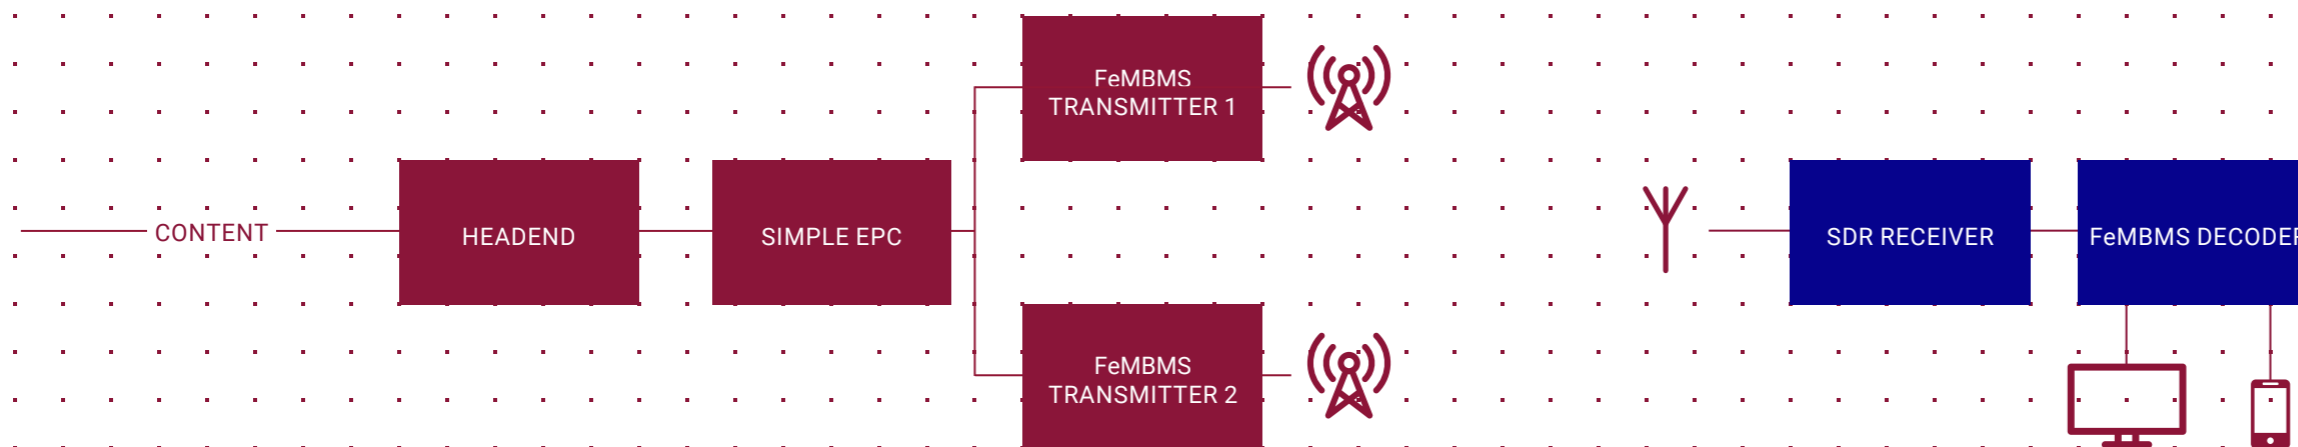 CONTENT
HEADEND
SIMPLE EPC
FeMBMS
TRANSMITTER 1
FeMBMS
TRANSMITTER 2
SDR RECEIVER
FeMBMS DECODER